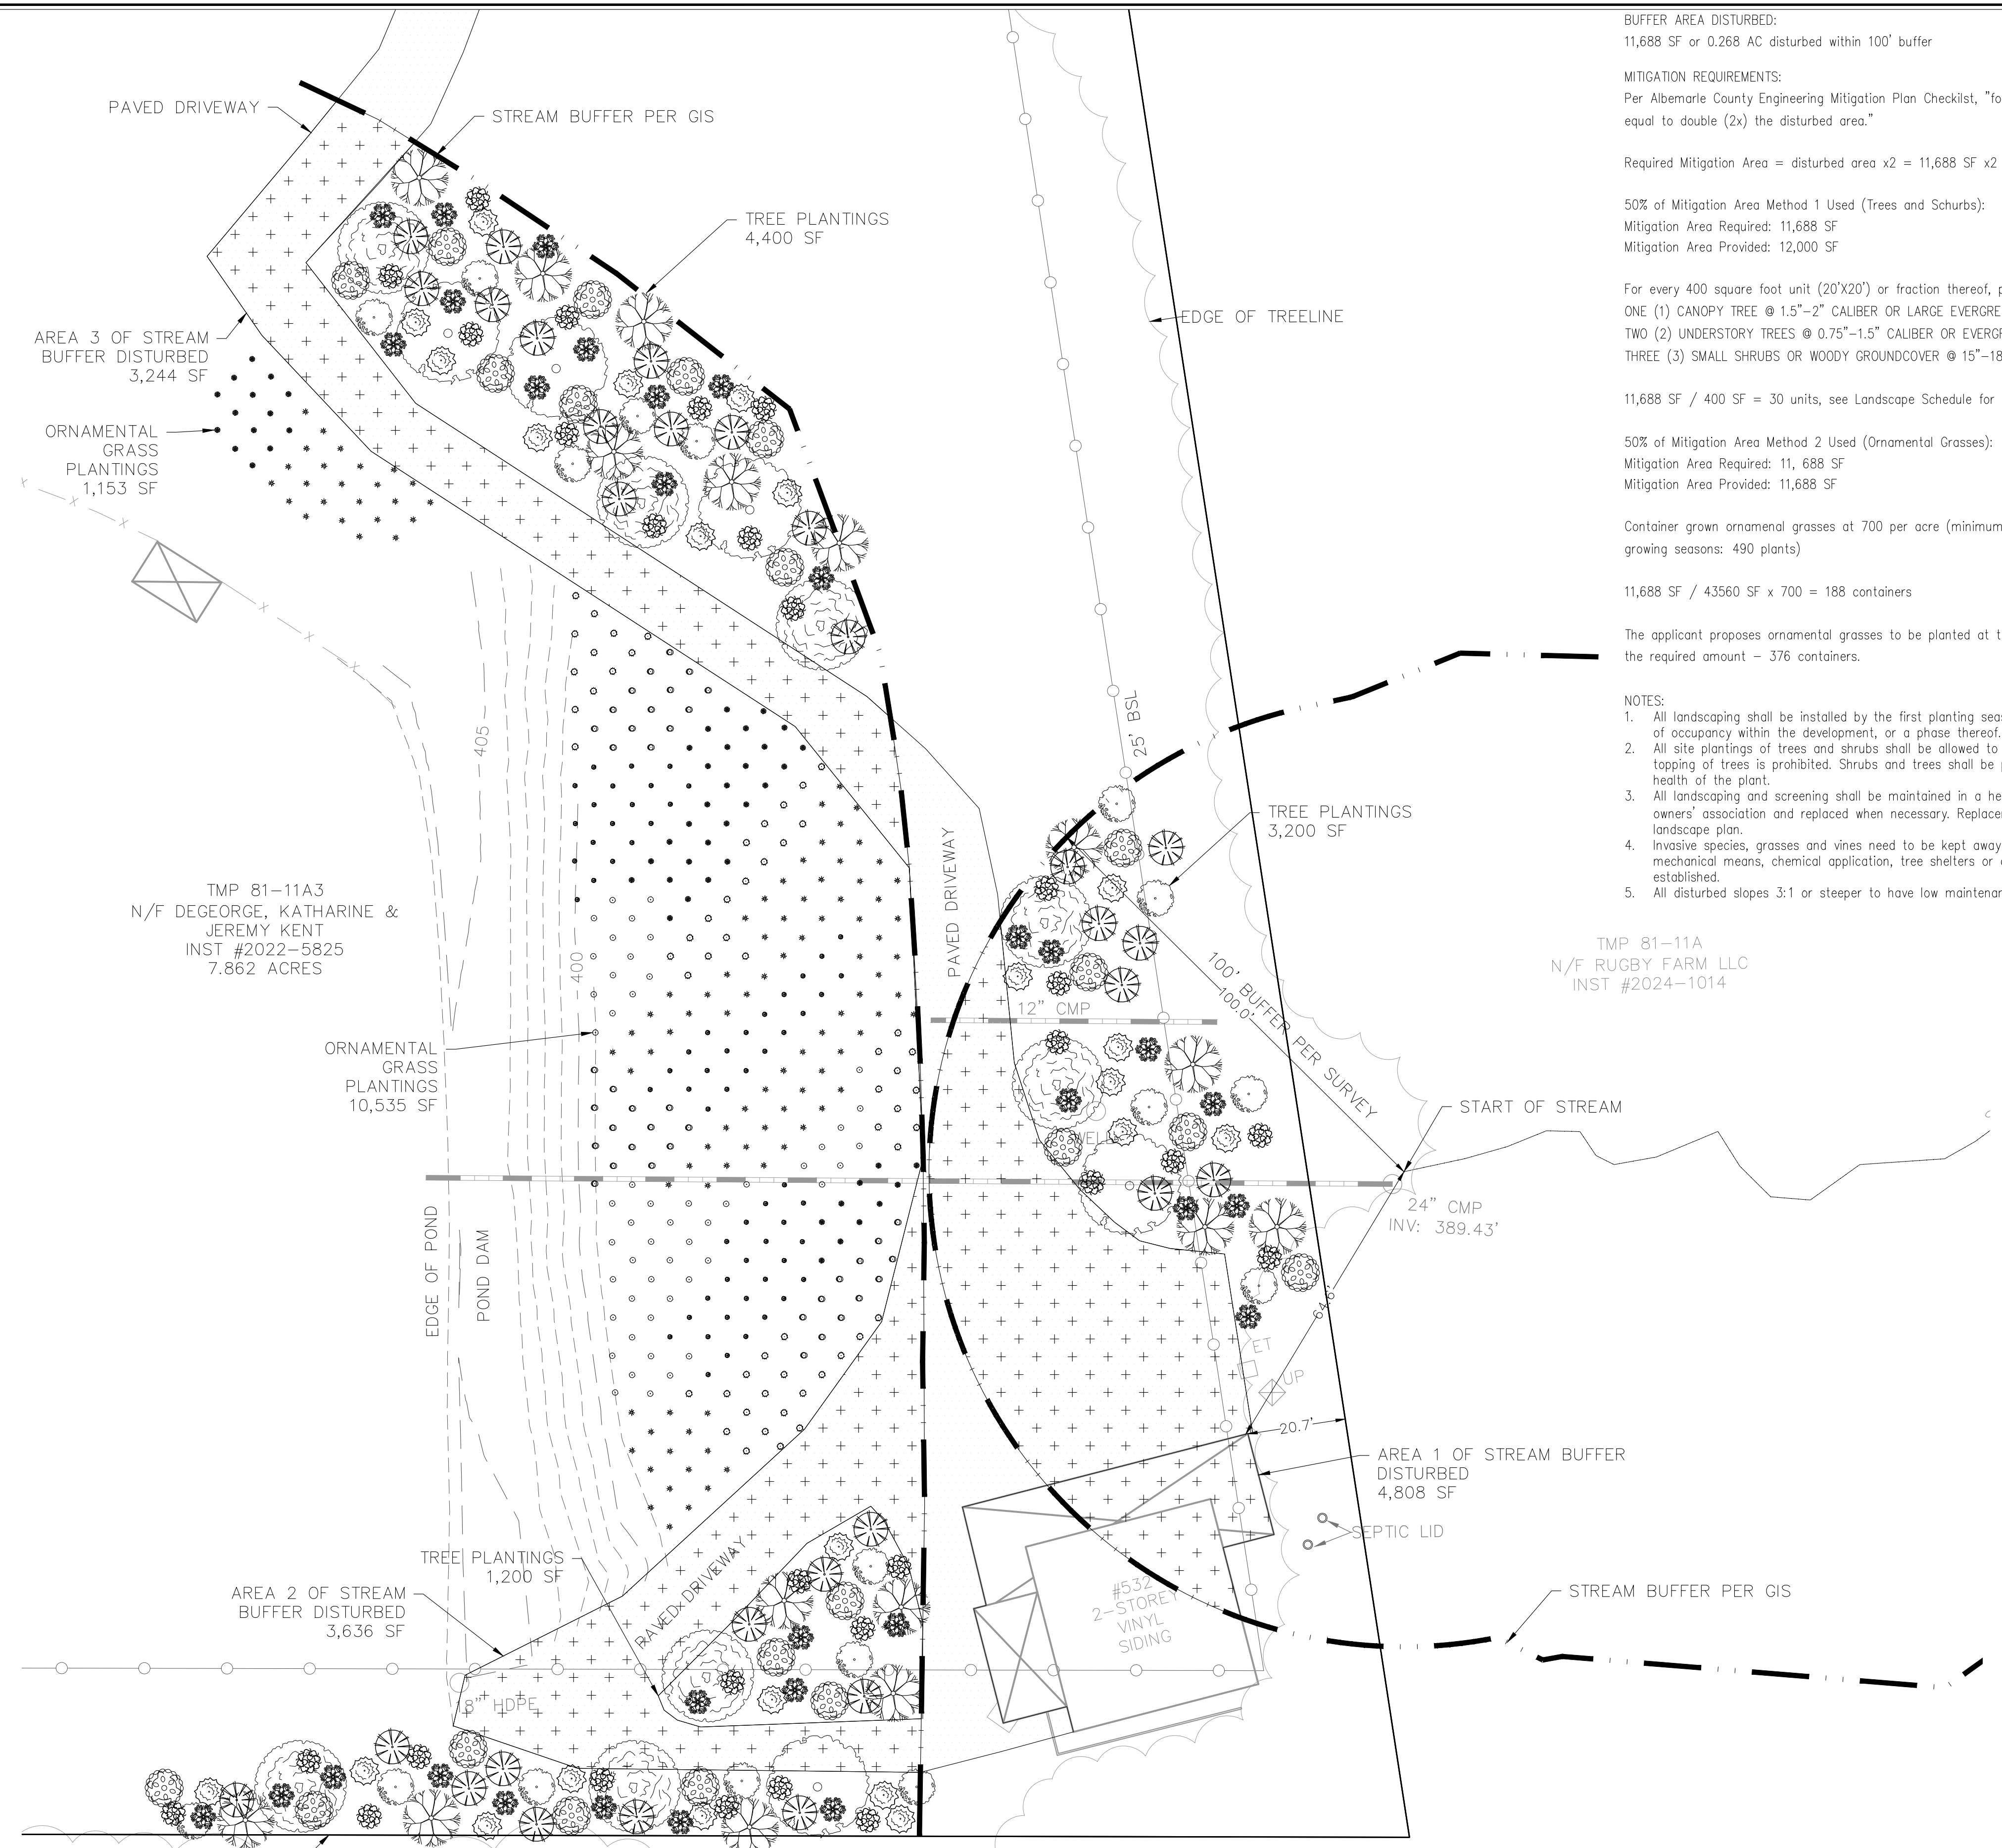 BUFFER AREA DISTURBED:
11,688 SF or 0.268 AC disturbed within 100' buffer
MITIGATION REQUIREMENTS:
Per Albemarle County Engineering Mitigation Plan Checkilst, "fo
equal to double (2x) the disturbed area."
Required Mitigation Area = disturbed area x2 = 11,688 SF x2
50% of Mitigation Area Method 1 Used (Trees and Schurbs):
Mitigation Area Required: 11,688 SF
Mitigation Area Provided: 12,000 SF
For every 400 square foot unit (20'X20') or fraction thereof, p
ONE (1) CANOPY TREE @ 1.5"-2" CALIBER OR LARGE EVERGRE
TWO (2) UNDERSTORY TREES @ 0.75"-1.5" CALIBER OR EVERG
THREE (3) SMALL SHRUBS OR WOODY GROUNDCOVER @ 15"-18
11,688 SF / 400 SF = 30 units, see Landscape Schedule for
50% of Mitigation Area Method 2 Used (Ornamental Grasses):
Mitigation Area Required: 11, 688 SF
Mitigation Area Provided: 11,688 SF
Container grown ornamenal grasses at 700 per acre (minimum
growing seasons: 490 plants)
11,688 SF / 43560 SF x 700 = 188 containers
The applicant proposes ornamental grasses to be planted at t
the required amount - 376 containers.
NOTES:
1. All landscaping shall be installed by the first planting sea
of occupancy within the development, or a phase thereof.
2. All site plantings of trees and shrubs shall be allowed to
topping of trees is prohibited. Shrubs and trees shall be p
health of the plant.
3. All landscaping and screening shall be maintained in a he
owners' association and replaced when necessary. Replace
landscape plan.
4. Invasive species, grasses and vines need to be kept away
mechanical means, chemical application, tree shelters or
established.
5. All disturbed slopes 3:1 or steeper to have low maintenan
PAVED DRIVEWAY
STREAM BUFFER PER GIS
TREE PLANTINGS
4,400 SF
EDGE OF TREELINE
AREA 3 OF STREAM
BUFFER DISTURBED
3,244 SF
ORNAMENTAL
GRASS
PLANTINGS
1,153 SF
405
25' BSL
TREE PLANTINGS
3,200 SF
PAVED DRIVEWAY
TMP 81-11A3
N/F DEGEORGE, KATHARINE &
JEREMY KENT
INST #2022-5825
7.862 ACRES
400
TMP 81-11A
N/F RUGBY FARM LLC
INST #2024-1014
100' BUFFER PER SURVEY
100.0'
12" CMP
ORNAMENTAL
GRASS
PLANTINGS
10,535 SF
START OF STREAM
WELL
24" CMP
INV: 389.43'
EDGE OF POND
POND DAM
64.6'
ET
UP
20.7'
AREA 1 OF STREAM BUFFER
DISTURBED
4,808 SF
SEPTIC LID
TREE PLANTINGS
1,200 SF
PAVED DRIVEWAY
AREA 2 OF STREAM
BUFFER DISTURBED
3,636 SF
#532
2-STOREY
VINYL
SIDING
STREAM BUFFER PER GIS
18" HDPE